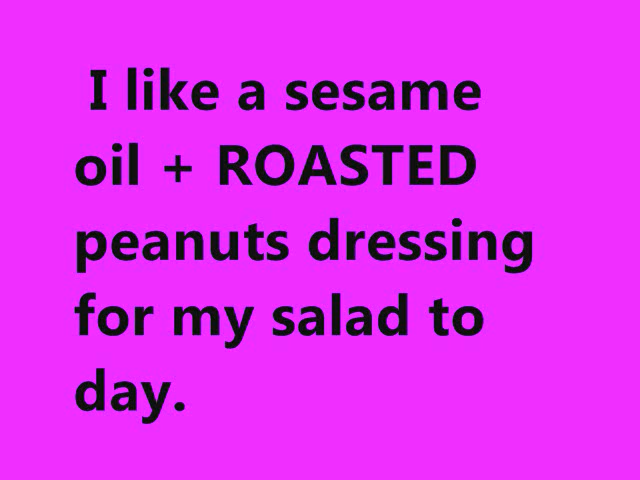 I like a sesame
oil + ROASTED
peanuts dressing
for my salad to
day.